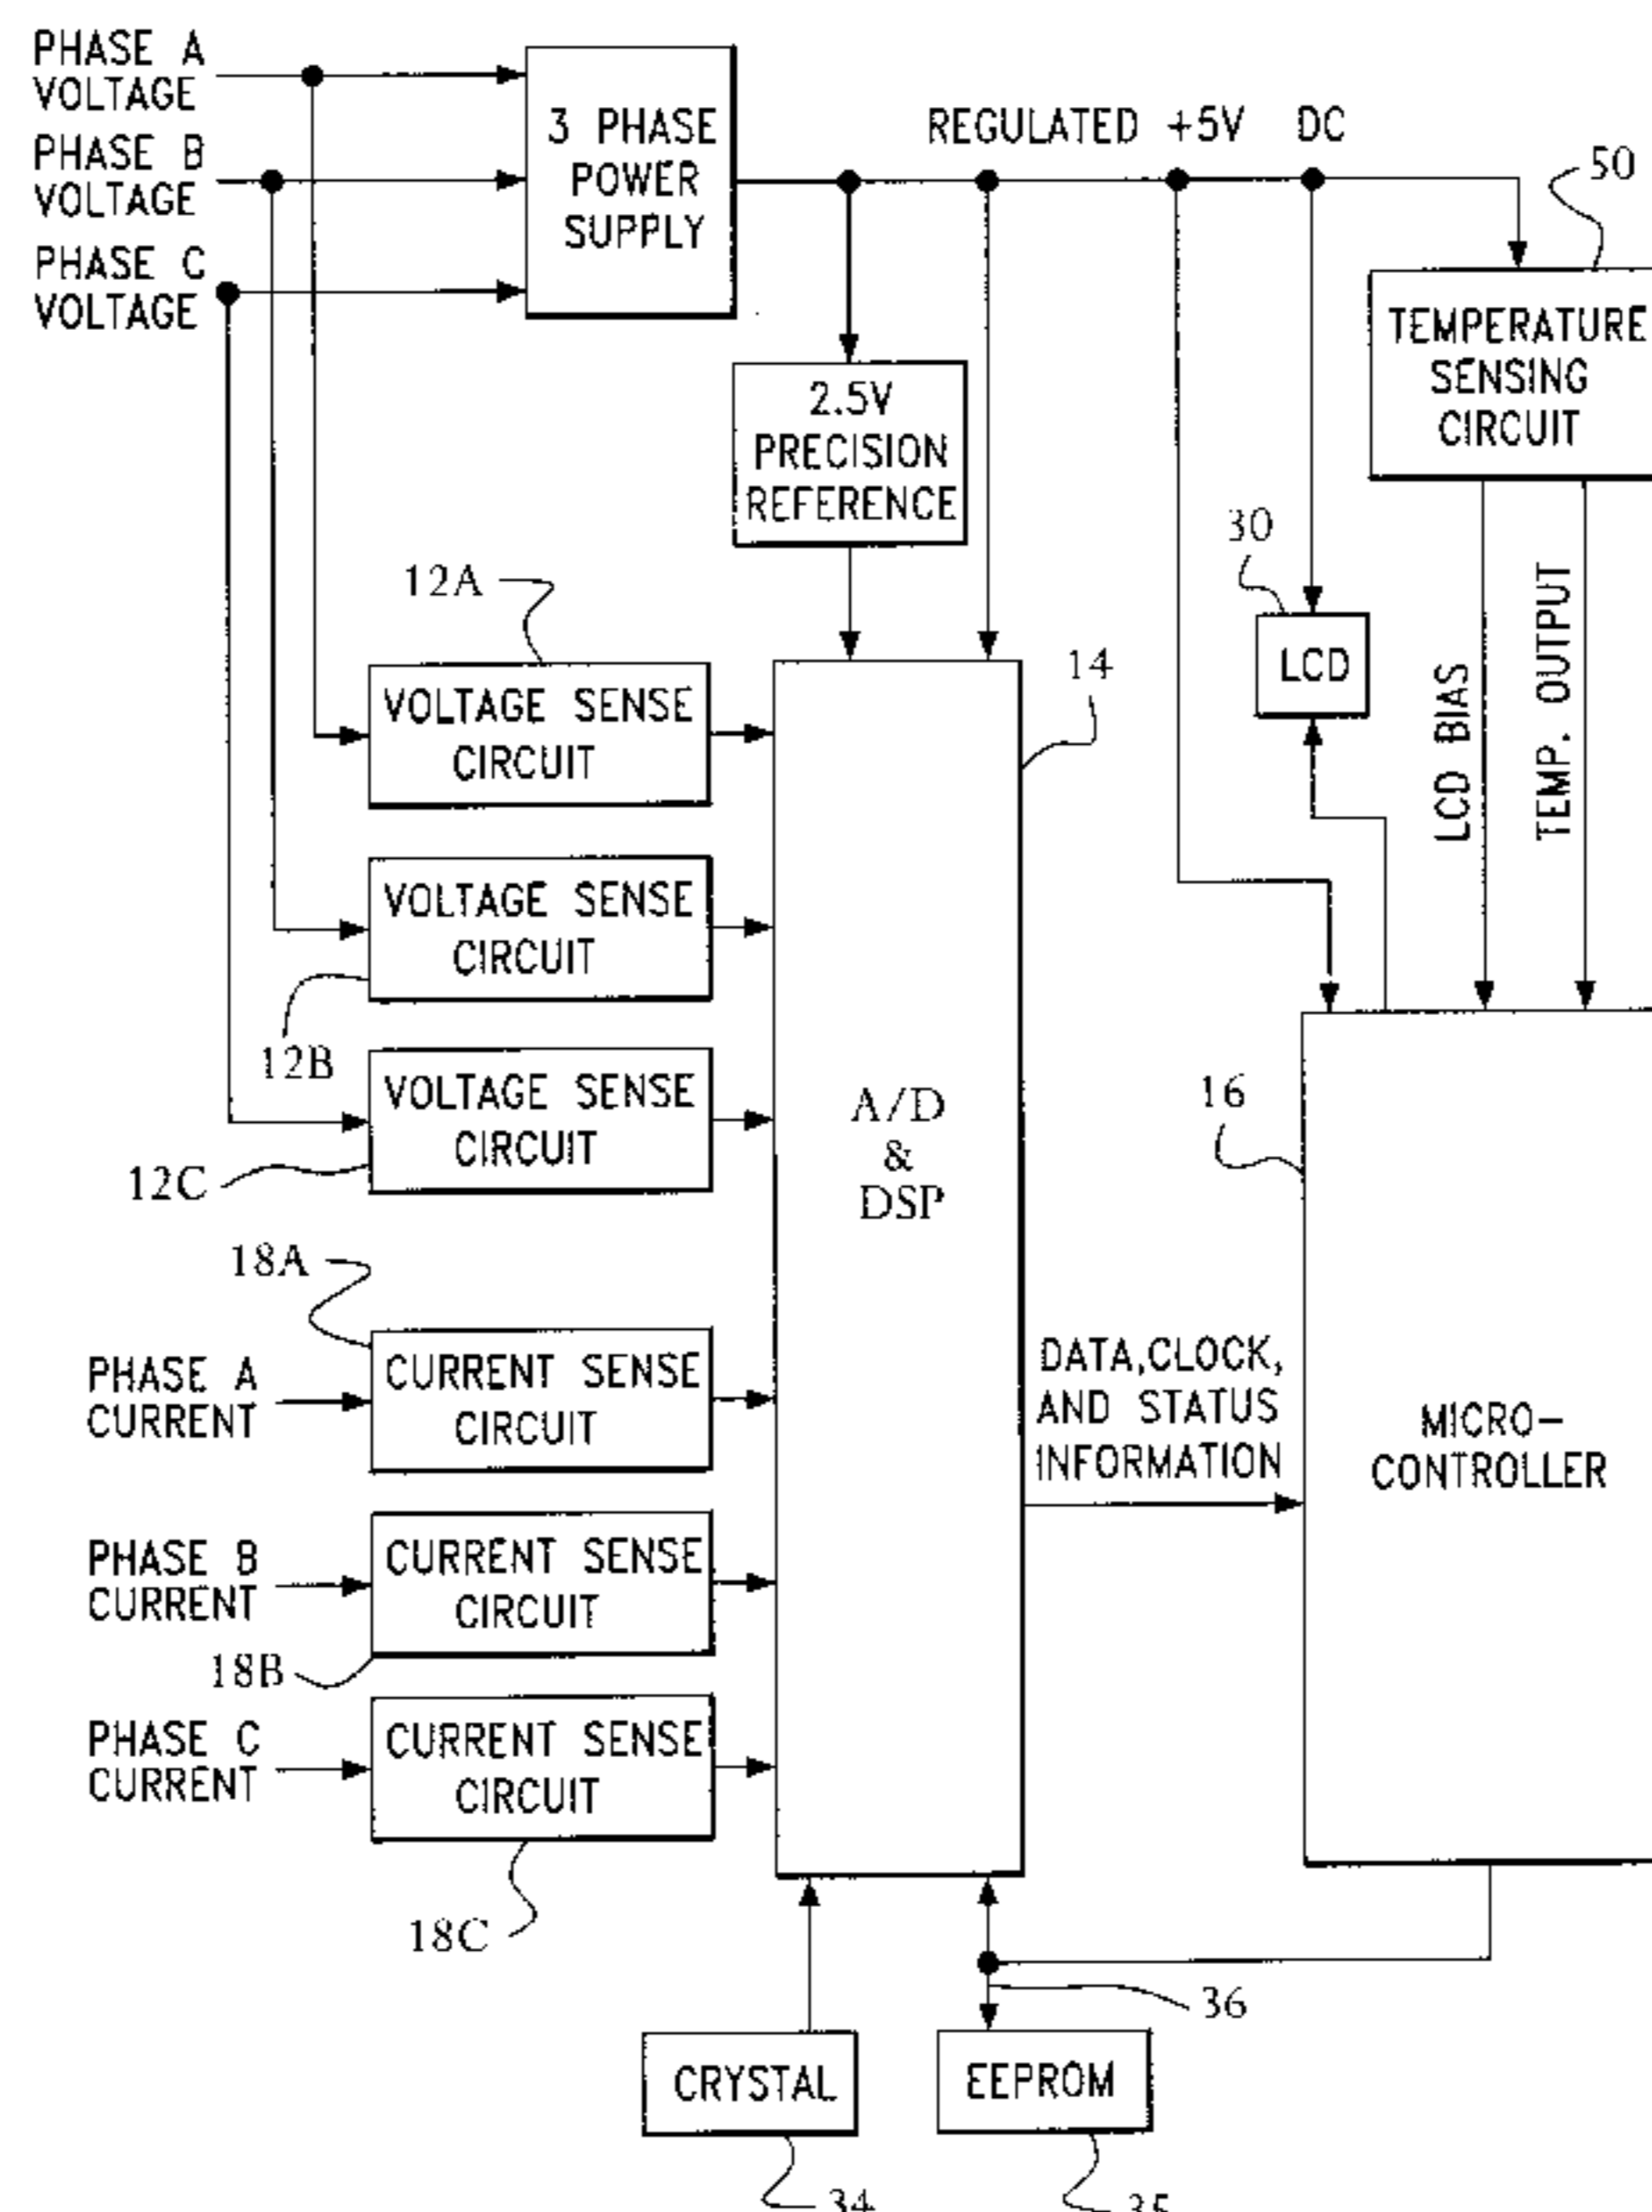 PHASE A
VOLTAGE
PHASE B
VOLTAGE
PHASE C
VOLTAGE
3 PHASE
POWER
SUPPLY
REGULATED +5V DC
50
TEMPERATURE
SENSING
CIRCUIT
2.5V
PRECISION
REFERENCE
30
LCD
LCD BIAS
TEMP. OUTPUT
12A
VOLTAGE SENSE
CIRCUIT
14
VOLTAGE SENSE
CIRCUIT
12B
VOLTAGE SENSE
CIRCUIT
12C
A/D
&
DSP
16
18A
PHASE A
CURRENT
CURRENT SENSE
CIRCUIT
DATA,CLOCK,
AND STATUS
INFORMATION
MICRO-
CONTROLLER
PHASE B
CURRENT
CURRENT SENSE
CIRCUIT
18B
PHASE C
CURRENT
CURRENT SENSE
CIRCUIT
18C
36
CRYSTAL
EEPROM
34
35